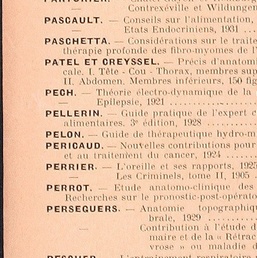 — Contrexéville et Wildungen
PASCAULT. — Conseils sur l'alimentation,
— Etats Endocriniens, 1931
PASCHETTA. — Considérations sur le traite
thérapie profonde des fibro-myomes de l'
PATEL ET CREYSSEL. — Précis d'anatom
cale. I. Tête - Cou - Thorax, membres sup
II. Abdomen, Membres inférieurs, 150 fig
PECH. — Théorie électro-dynamique de la
— Epilepsie, 1921 ..................
PELLERIN. — Guide pratique de l'expert c
alimentaires. 3e édition, 1928 ......
PELON. — Guide de thérapeutique hydro-m
PERICAUD. — Nouvelles contributions pour
et au traitement du cancer, 1924 ......
PERRIER. — L'oreille et ses rapports, 1925
— Les Criminels, tome II, 1905 ..
PERROT. — Etude anatomo-clinique des
Recherches sur le pronostic-post-opérato
PERSEGUERS. — Anatomie topographiqu
brale, 1929 ..................
— Contribution à l'étude d
maire et de la « Rétrac
vrose » ou maladie d